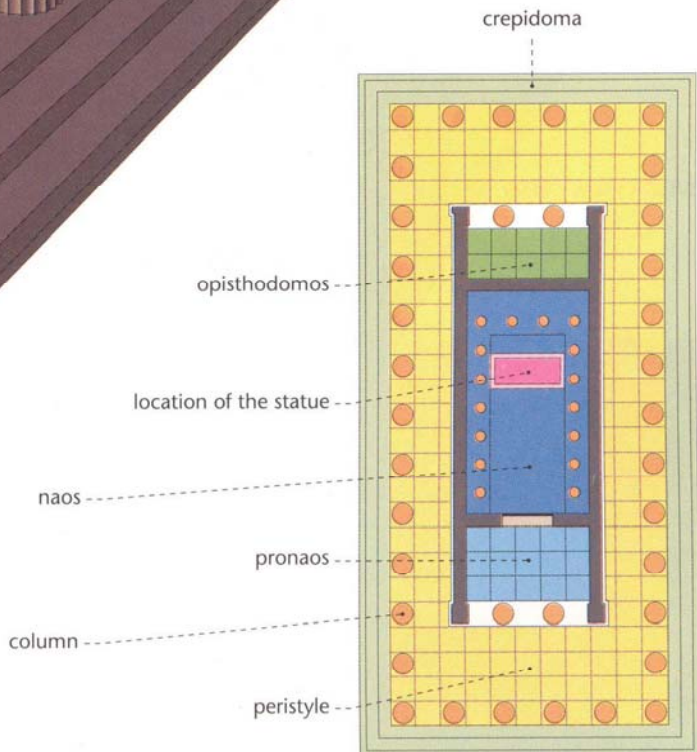 crepidoma
opisthodomos
location of the statue
naos
pronaos
column
peristyle